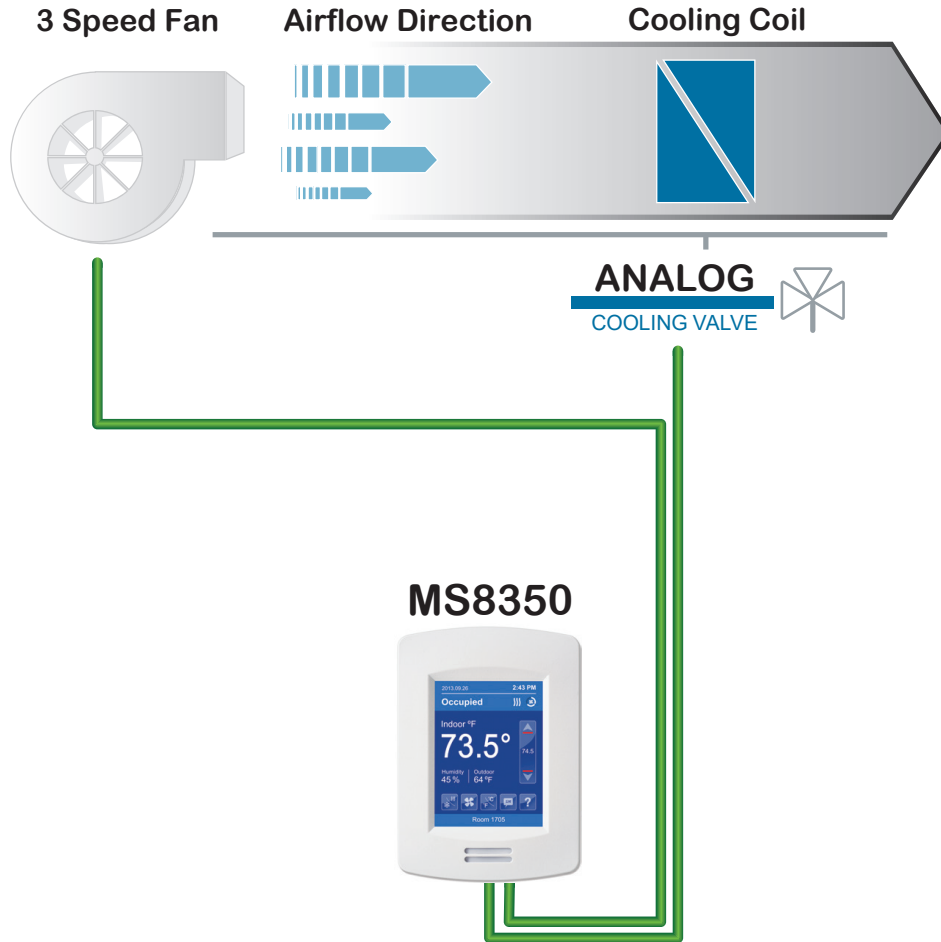 3 Speed Fan
Airflow Direction
Cooling Coil
ANALOG
COOLING VALVE
MS8350
2013.09.26
2:43 PM
Occupied
Indoor °F
73.5°
74.5
Humidity
45 %
Outdoor
64 °F
°C
°F
?
Room 1705